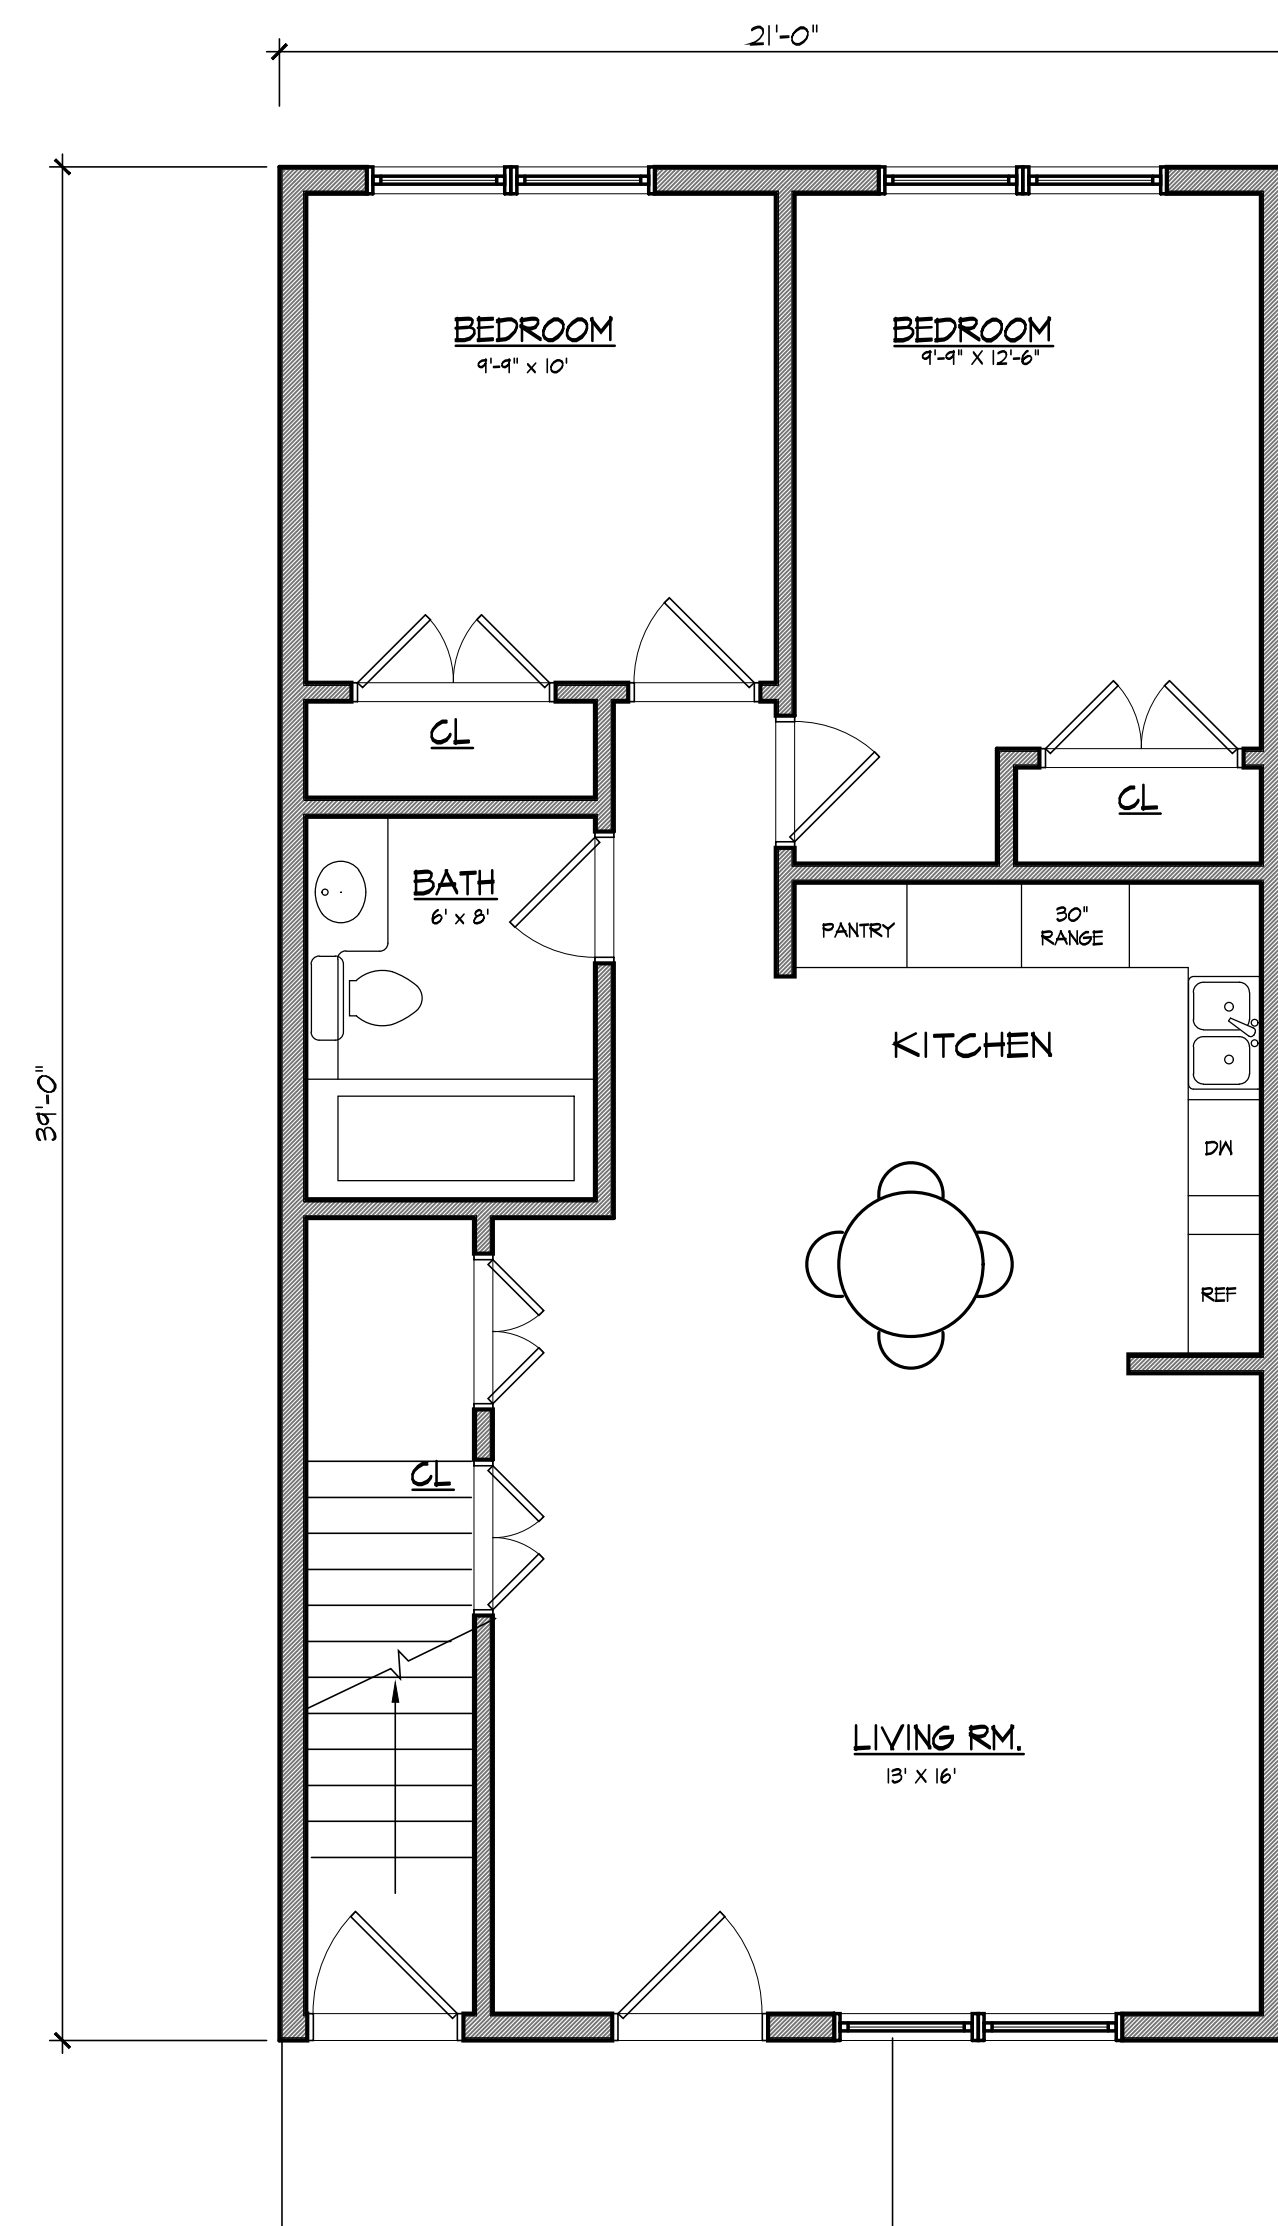 21'-0"
BEDROOM
9'-9" x 10'
BEDROOM
9'-9" X 12'-6"
CL
CL
BATH
6' x 8'
PANTRY
30"
RANGE
KITCHEN
39'-0"
DW
REF
CL
LIVING RM.
13' X 16'